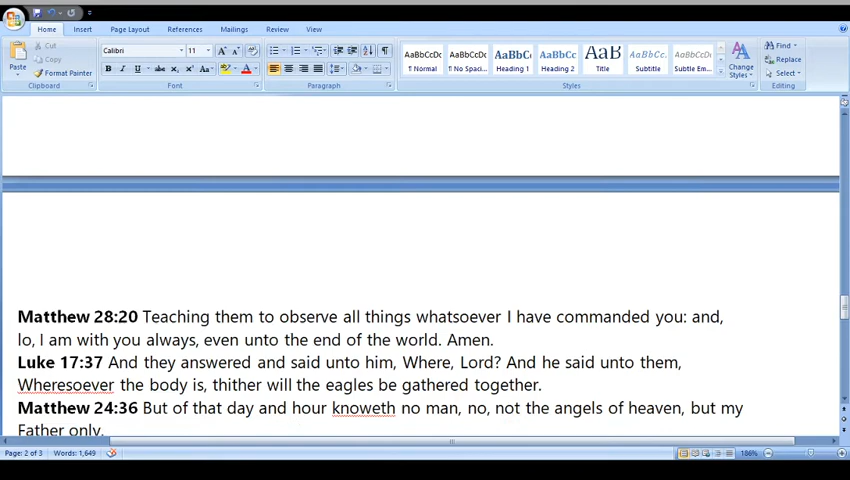 Home Insert Page Layout References Mailings Review View
Cut
Copy
Format Painter
Paste
Clipboard
Calibri 11
Font
Paragraph
AaBbCcDc AaBbCcDc AaBbC AaBbCc AaB AaBbCc. AaBbCcDc
¶ Normal ¶ No Spaci... Heading 1 Heading 2 Title Subtitle Subtle Em...
Change
Styles
Styles
Find
Replace
Select
Editing
Matthew 28:20 Teaching them to observe all things whatsoever I have commanded you: and,
lo, I am with you always, even unto the end of the world. Amen.
Luke 17:37 And they answered and said unto him, Where, Lord? And he said unto them,
Wheresoever the body is, thither will the eagles be gathered together.
Matthew 24:36 But of that day and hour knoweth no man, no, not the angels of heaven, but my
Father only.
Page: 2 of 3 Words: 1,649 186%